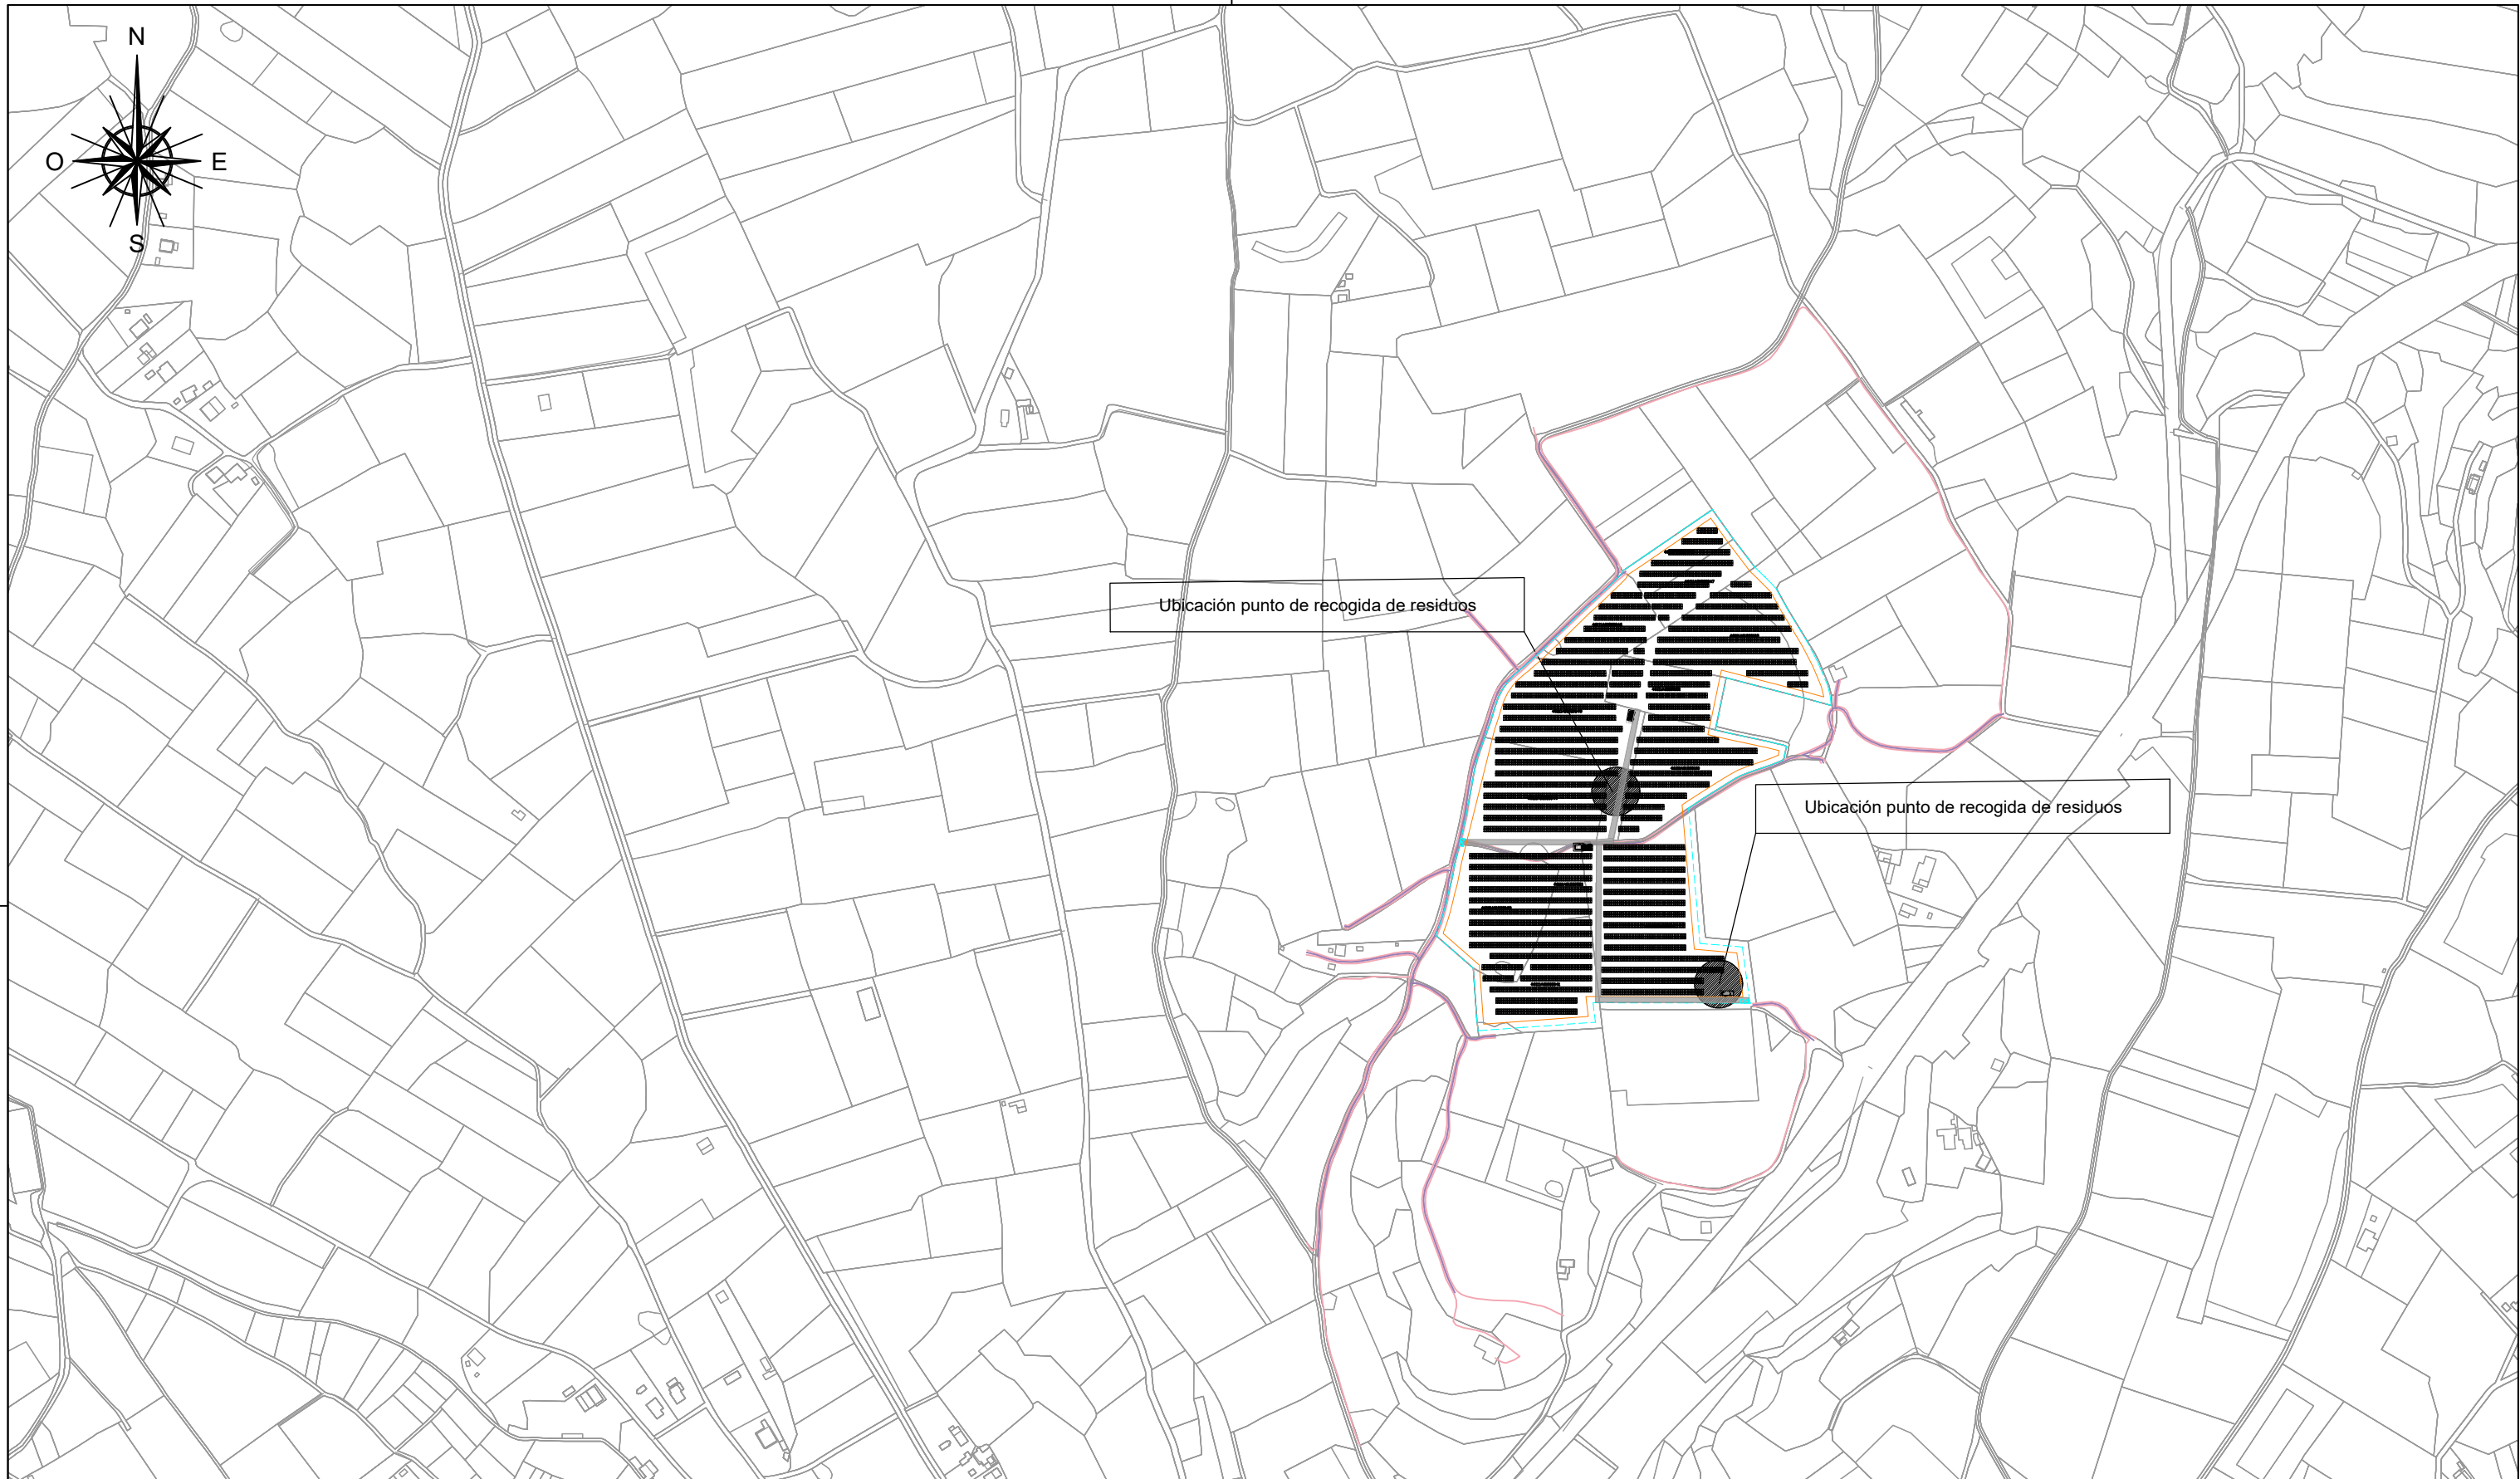 N
O
E
S
Ubicación punto de recogida de residuos
Ubicación punto de recogida de residuos